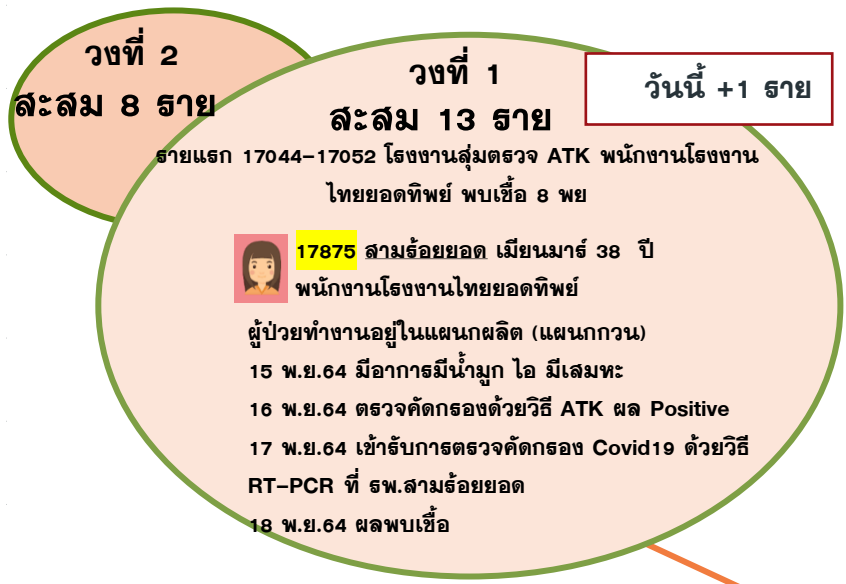 วงที่ 2
สะสม 8 ราย
วงที่ 1
สะสม 13 ราย
วันนี้ +1 ราย
รายแรก 17044-17052 โรงงานสุ่มตรวจ ATK พนักงานโรงงาน
ไทยยอดทิพย์ พบเชื้อ 8 พย
17875 สามร้อยยอด เมียนมาร์ 38 ปี
พนักงานโรงงานไทยยอดทิพย์
ผู้ป่วยทำงานอยู่ในแผนกผลิต (แผนกกวน)
15 พ.ย.64 มีอาการมีน้ำมูก ไอ มีเสมหะ
16 พ.ย.64 ตรวจคัดกรองด้วยวิธี ATK ผล Positive
17 พ.ย.64 เข้ารับการตรวจคัดกรอง Covid19 ด้วยวิธี
RT-PCR ที่ รพ.สามร้อยยอด
18 พ.ย.64 ผลพบเชื้อ